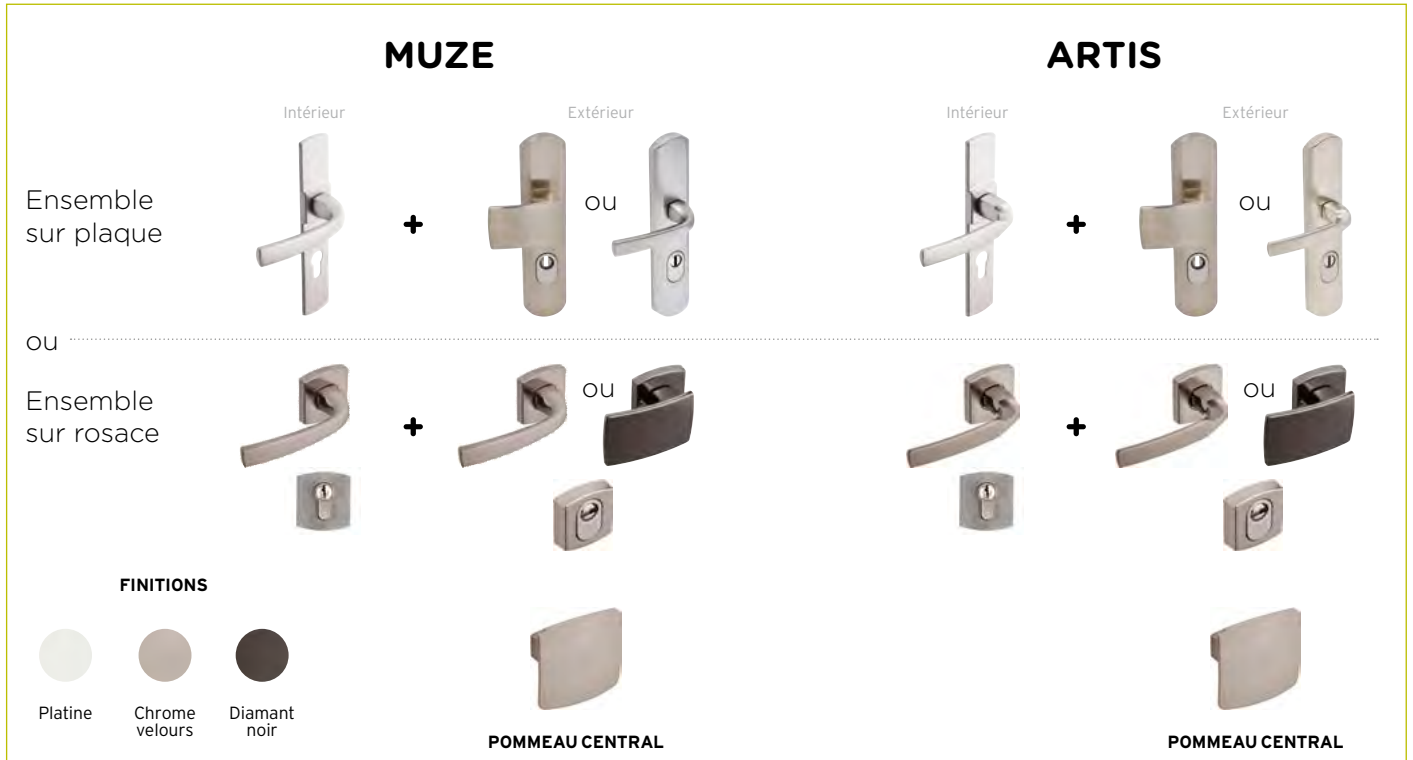 MUZE
ARTIS
Intérieur
Extérieur
Intérieur
Extérieur
Ensemble
sur plaque
+
ou
+
ou
ou
Ensemble
sur rosace
+
ou
+
ou
FINITIONS
Platine
Chrome
velours
Diamant
noir
POMMEAU CENTRAL
POMMEAU CENTRAL